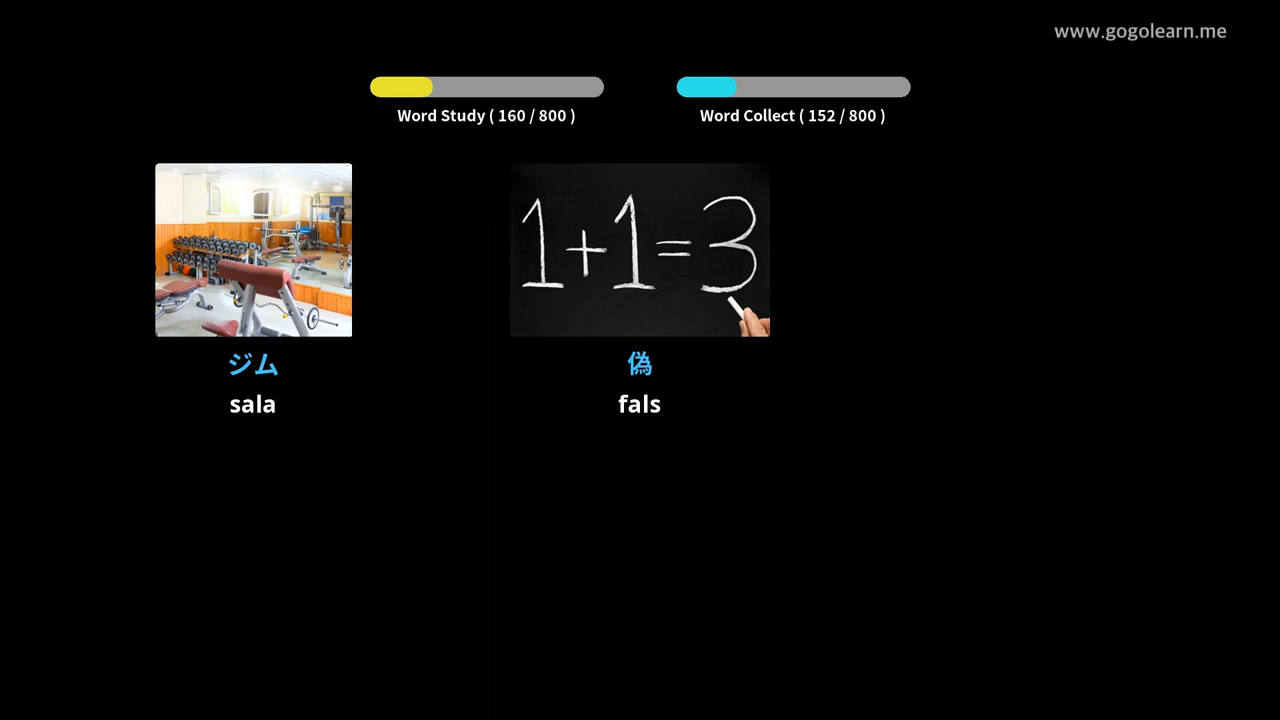 www.gogolearn.me
Word Study ( 160 / 800 )
Word Collect ( 152 / 800 )
1+1=3
ジム
偽
sala
fals